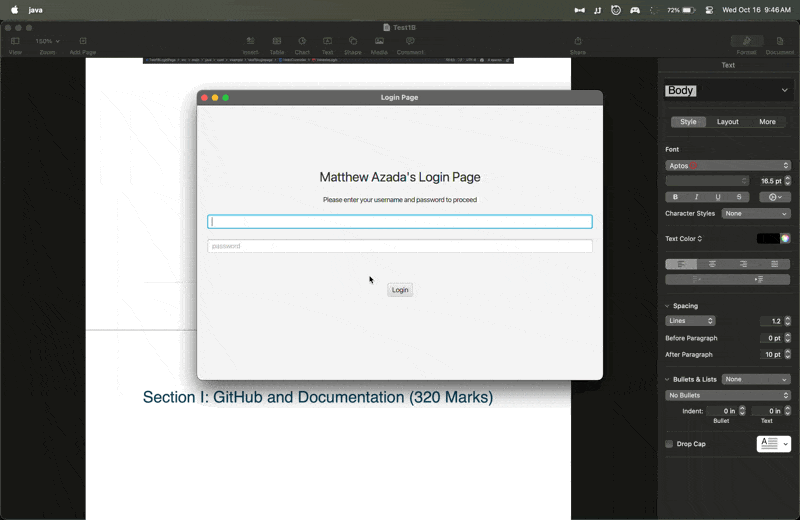 java
72%
Wed Oct 16 9:46 AM
Test1B
150%
View
Zoom
Add Page
Insert
Table
Chart
Text
Shape
Media
Comment
Share
Format
Document
Login Page
Matthew Azada's Login Page
Please enter your username and password to proceed
password
Login
Section I: GitHub and Documentation (320 Marks)
Text
Body
Style
Layout
More
Font
Aptos
16.5 pt
B I U S
Character Styles
None
Text Color
Spacing
Lines
1.2
Before Paragraph
0 pt
After Paragraph
10 pt
Bullets & Lists
None
No Bullets
Indent:
0 in
0 in
Bullet
Text
Drop Cap